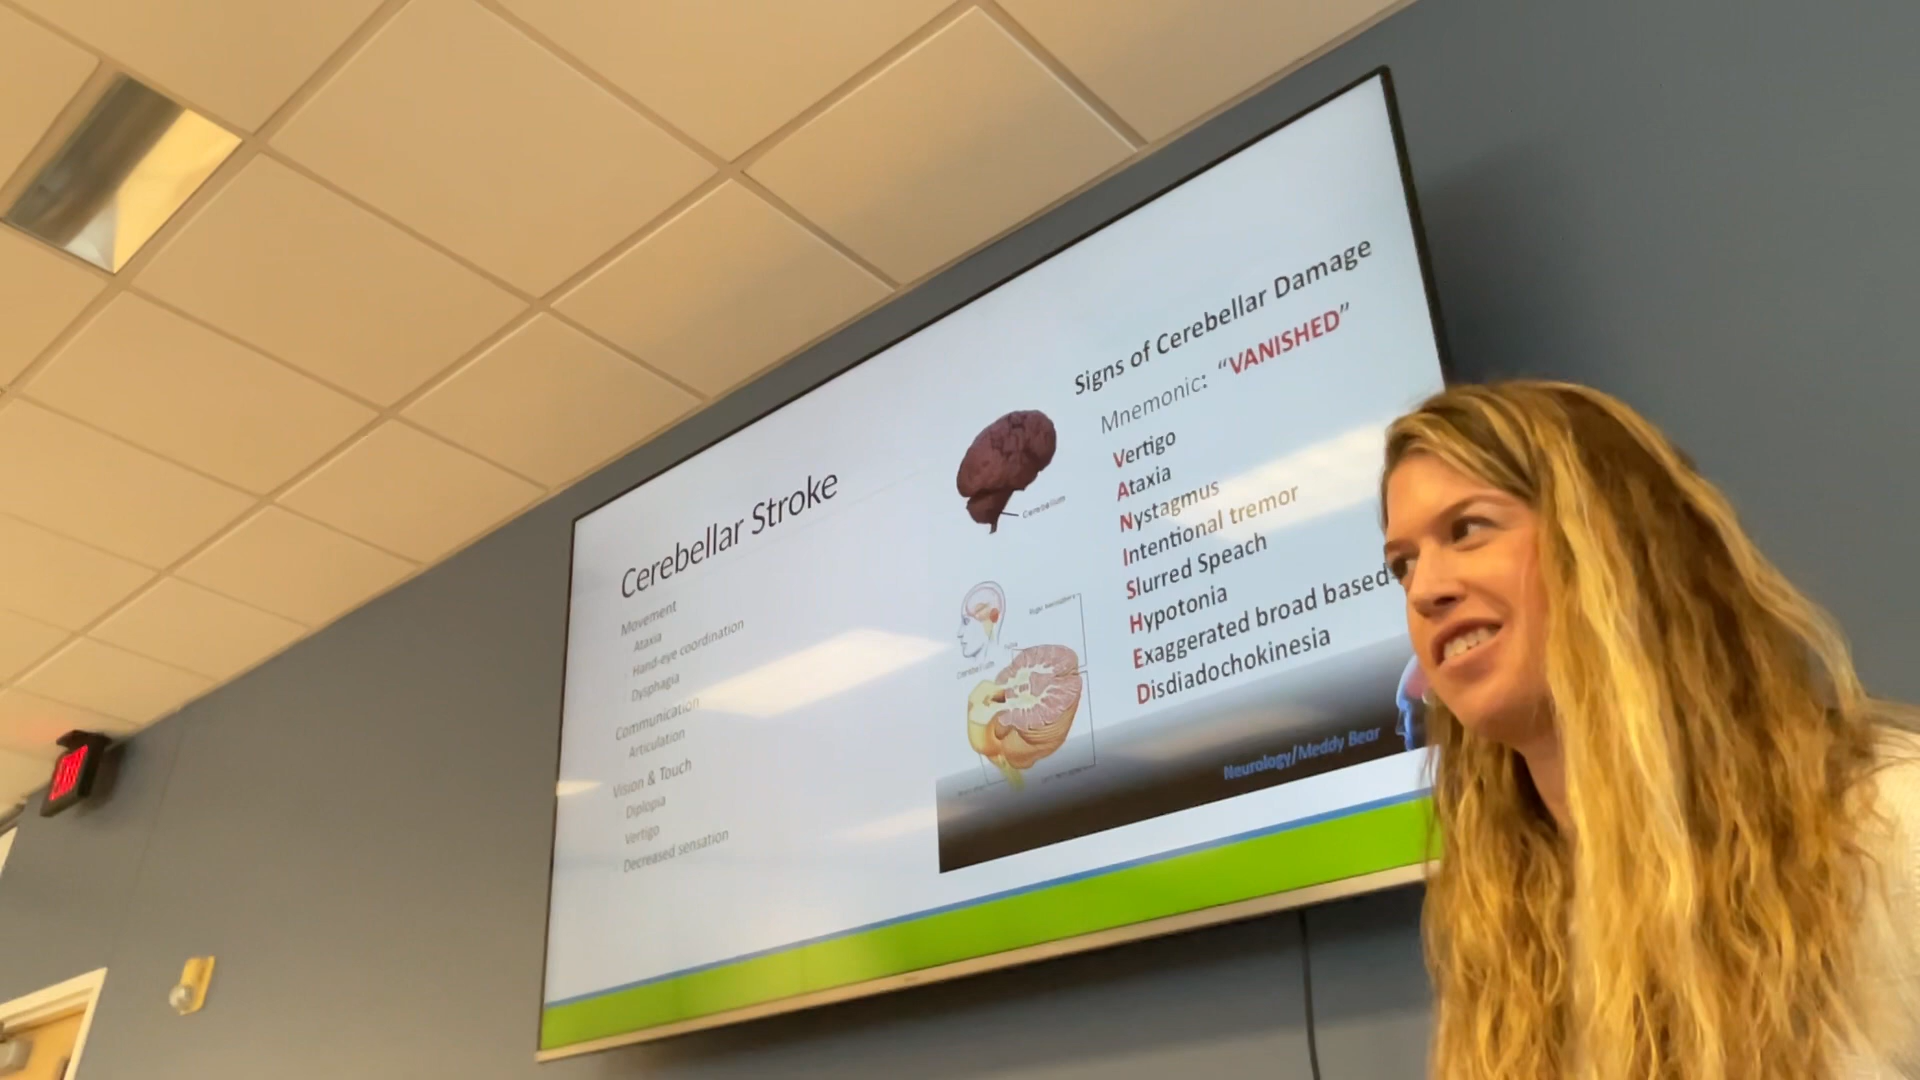 Cerebellar Stroke
Movement
Ataxia
Hand-eye coordination
Dysphagia
Communication
Articulation
Vision & Touch
Diplopia
Vertigo
Decreased sensation
Cerebellum
Cerebellum
Signs of Cerebellar Damage
Mnemonic: “VANISHED”
Vertigo
Ataxia
Nystagmus
Intentional tremor
Slurred Speach
Hypotonia
Exaggerated broad based
Disdiadochokinesia
Neurology/Meddy Bear